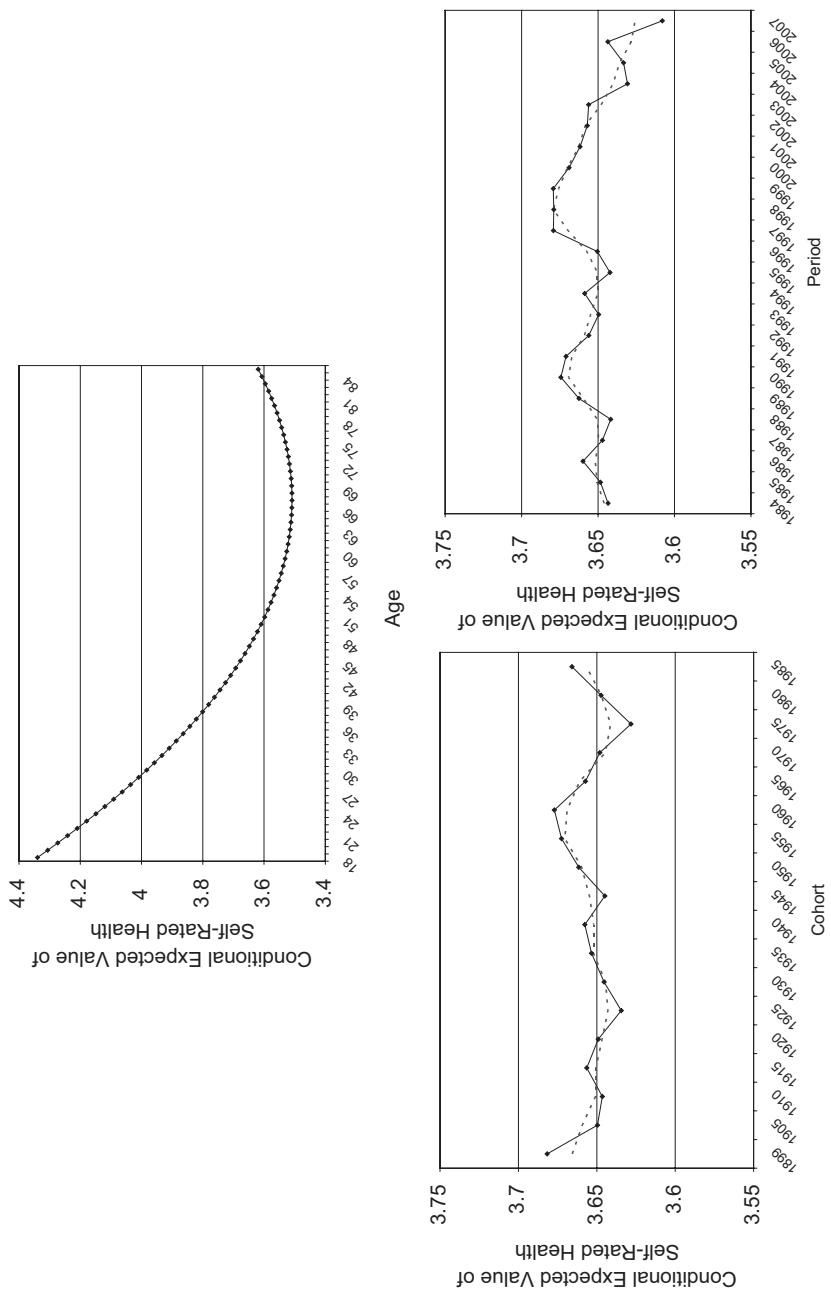 Conditional Expected Value of
Self-Rated Health
4.4
4.2
4
3.8
3.6
3.4
18 21 24 27 30 33 36 39 42 45 48 51 54 57 60 63 66 69 72 75 78 81 84
Age
Conditional Expected Value of
Self-Rated Health
3.75
3.7
3.65
3.6
3.55
1899 1905 1910 1915 1920 1925 1930 1935 1940 1945 1950 1955 1960 1965 1970 1975 1980 1985
Cohort
Conditional Expected Value of
Self-Rated Health
3.75
3.7
3.65
3.6
3.55
1984 1985 1986 1987 1988 1989 1990 1991 1992 1993 1994 1995 1996 1997 1998 1999 2000 2001 2002 2003 2004 2005 2006 2007
Period